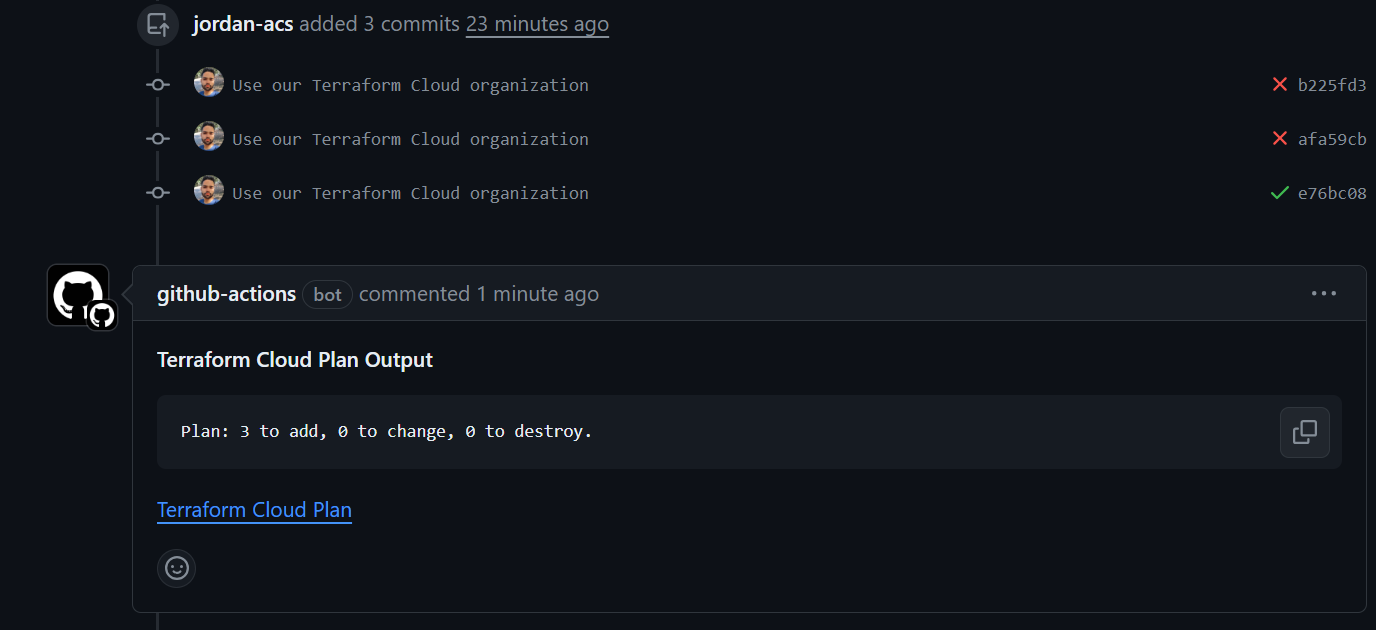 jordan-acs added 3 commits 23 minutes ago
Use our Terraform Cloud organization b225fd3
Use our Terraform Cloud organization afa59cb
Use our Terraform Cloud organization e76bc08
github-actions bot commented 1 minute ago
Terraform Cloud Plan Output
Plan: 3 to add, 0 to change, 0 to destroy.
Terraform Cloud Plan